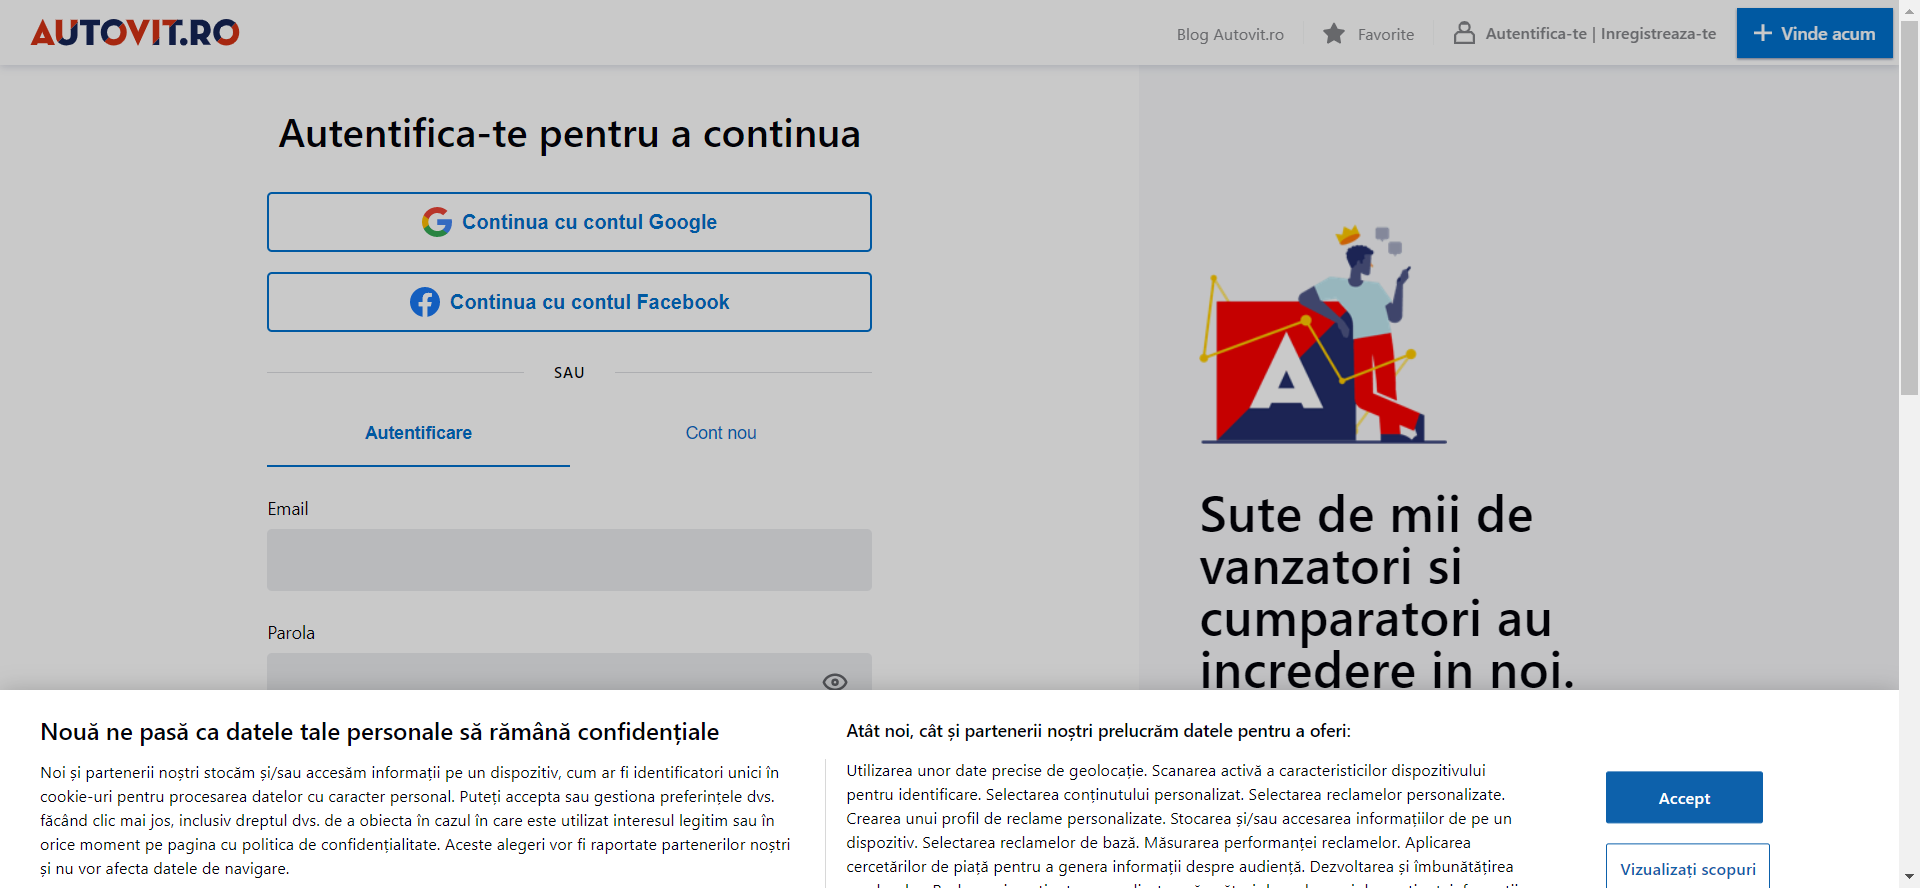 AUTOVIT.RO
Blog Autovit.ro
Favorite
Autentifica-te | Inregistreaza-te
Vinde acum
Autentifica-te pentru a continua
Continua cu contul Google
Continua cu contul Facebook
SAU
Autentificare
Cont nou
Email
Parola
A
Sute de mii de
vanzatori si
cumparatori au
incredere in noi.
Nouă ne pasă ca datele tale personale să rămână confidențiale
Noi și partenerii noștri stocăm și/sau accesăm informații pe un dispozitiv, cum ar fi identificatori unici în
cookie-uri pentru procesarea datelor cu caracter personal. Puteți accepta sau gestiona preferințele dvs.
făcând clic mai jos, inclusiv dreptul dvs. de a obiecta în cazul în care este utilizat interesul legitim sau în
orice moment pe pagina cu politica de confidențialitate. Aceste alegeri vor fi raportate partenerilor noștri
și nu vor afecta datele de navigare.
Atât noi, cât și partenerii noștri prelucrăm datele pentru a oferi:
Utilizarea unor date precise de geolocație. Scanarea activă a caracteristicilor dispozitivului
pentru identificare. Selectarea conținutului personalizat. Selectarea reclamelor personalizate.
Crearea unui profil de reclame personalizate. Stocarea și/sau accesarea informațiilor de pe un
dispozitiv. Selectarea reclamelor de bază. Măsurarea performanței reclamelor. Aplicarea
cercetărilor de piață pentru a genera informații despre audiență. Dezvoltarea și îmbunătățirea
Accept
Vizualizați scopuri